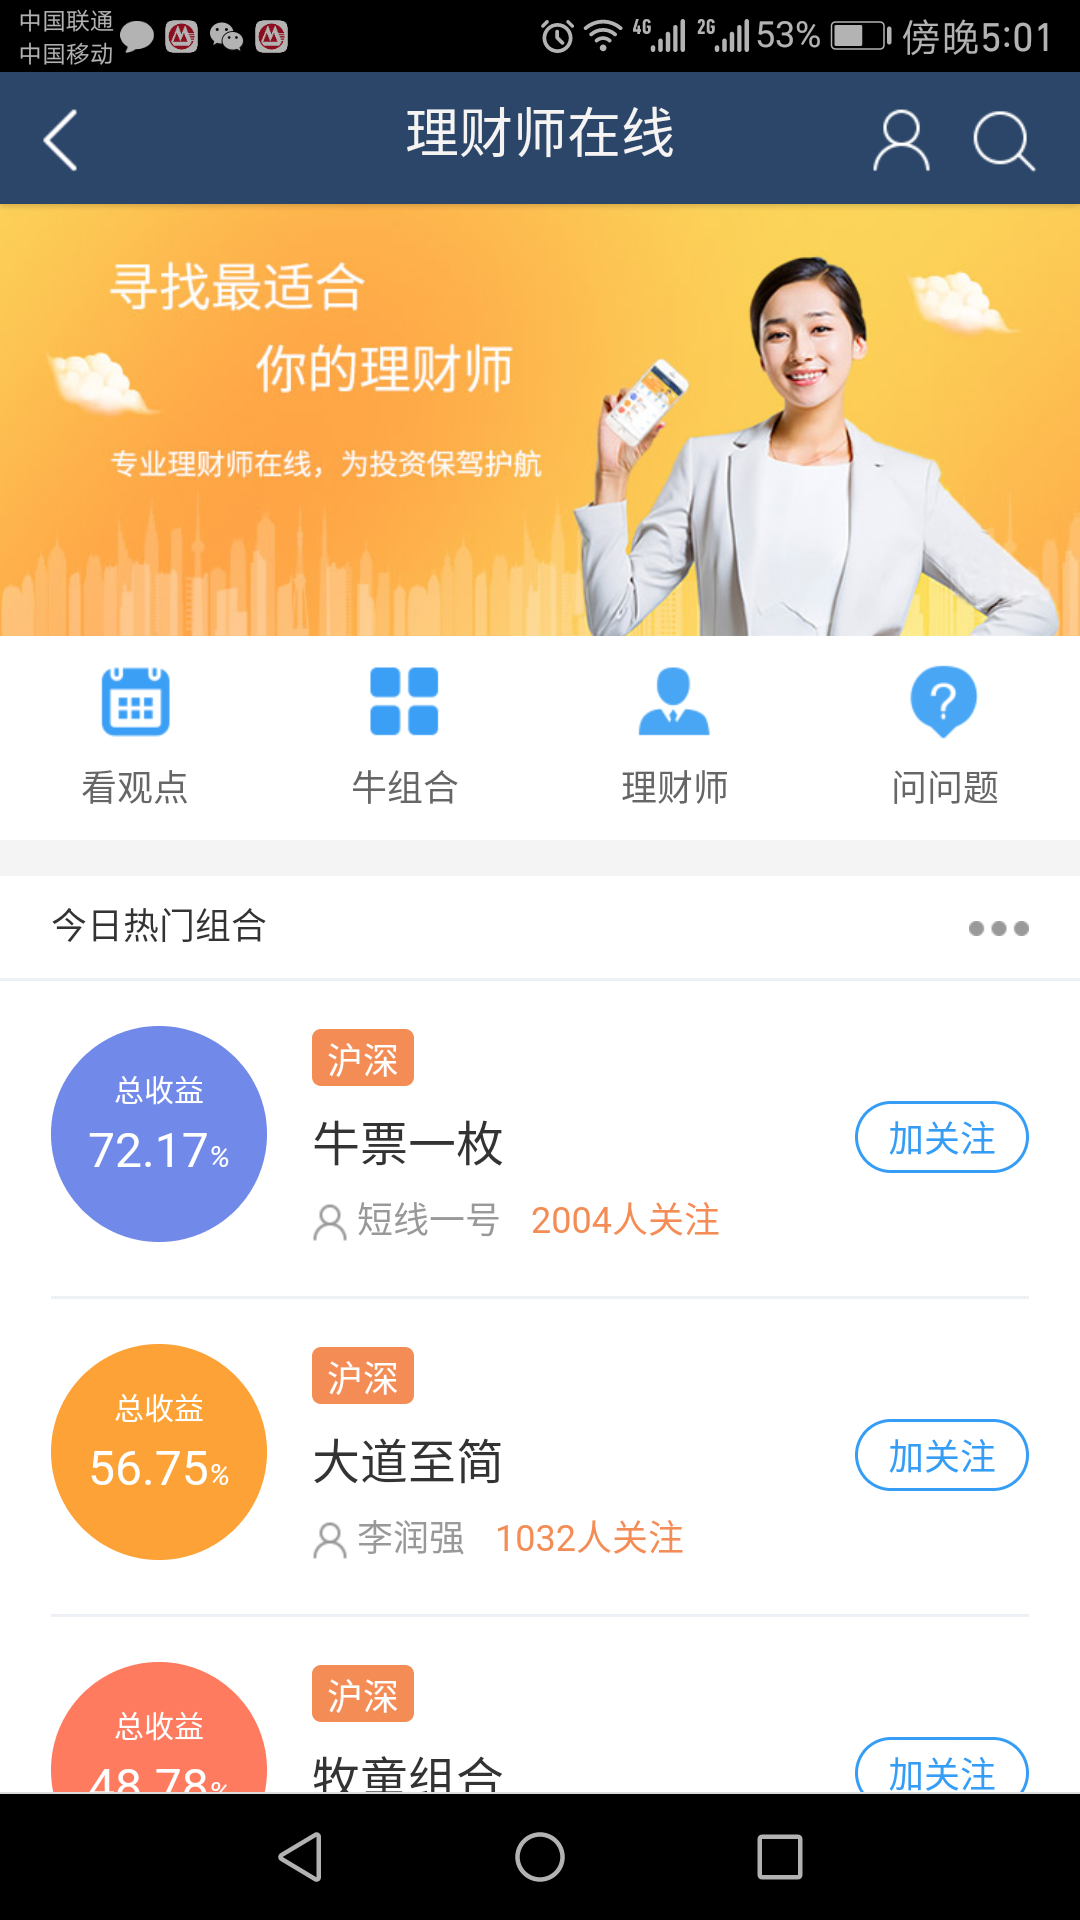 中国联通
中国移动
4G 2G 53% 傍晚5:01
理财师在线
寻找最适合
你的理财师
专业理财师在线，为投资保驾护航
看观点 牛组合 理财师 问问题
今日热门组合
总收益
72.17%
沪深
牛票一枚
短线一号 2004人关注
加关注
总收益
56.75%
沪深
大道至简
李润强 1032人关注
加关注
总收益
48.78%
沪深
牧童组合
加关注